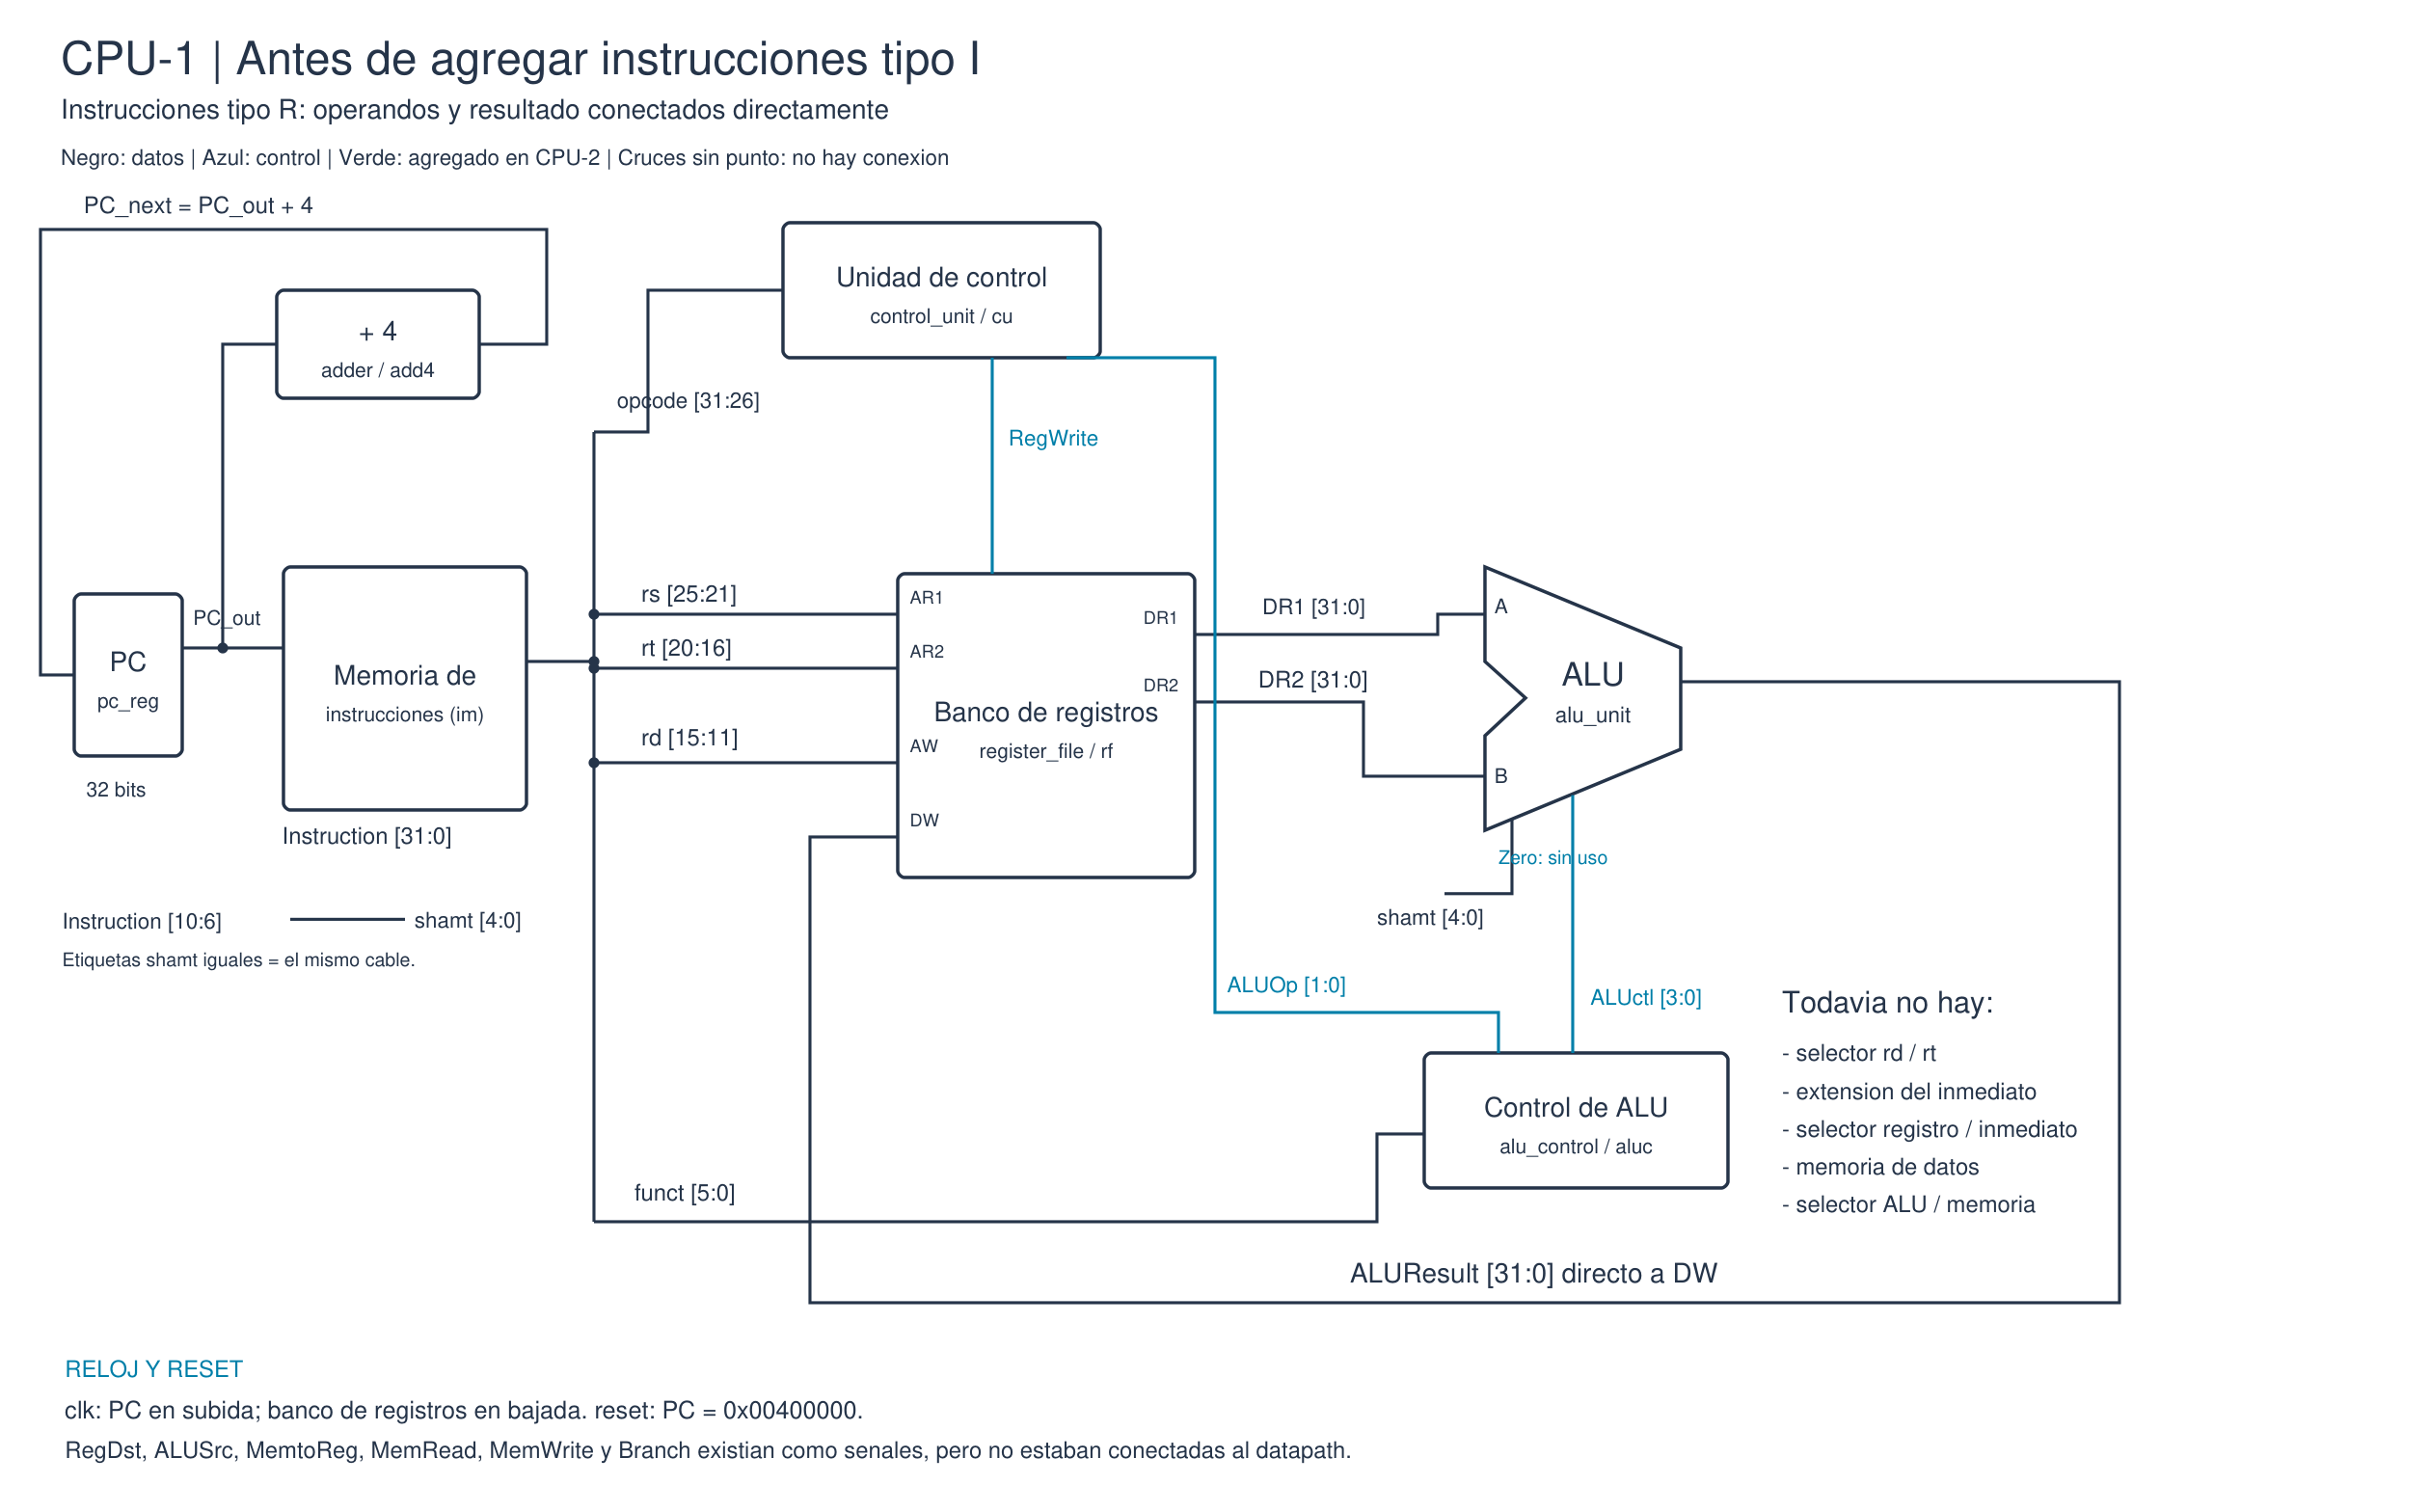 CPU-1 | Antes de agregar instrucciones tipo I
Instrucciones tipo R: operandos y resultado conectados directamente
Negro: datos | Azul: control | Verde: agregado en CPU-2 | Cruces sin punto: no hay conexion
PC_next = PC_out + 4
+ 4
adder / add4
Unidad de control
control_unit / cu
opcode [31:26]
RegWrite
PC_out
PC
pc_reg
32 bits
Memoria de
instrucciones (im)
Instruction [31:0]
rs [25:21]
rt [20:16]
rd [15:11]
AR1
AR2
AW
DW
DR1
DR2
Banco de registros
register_file / rf
DR1 [31:0]
DR2 [31:0]
A
B
ALU
alu_unit
Zero: sin uso
shamt [4:0]
Instruction [10:6]
shamt [4:0]
Etiquetas shamt iguales = el mismo cable.
ALUOp [1:0]
ALUctl [3:0]
Control de ALU
alu_control / aluc
Todavia no hay:
- selector rd / rt
- extension del inmediato
- selector registro / inmediato
- memoria de datos
- selector ALU / memoria
funct [5:0]
ALUResult [31:0] directo a DW
RELOJ Y RESET
clk: PC en subida; banco de registros en bajada. reset: PC = 0x00400000.
RegDst, ALUSrc, MemtoReg, MemRead, MemWrite y Branch existian como senales, pero no estaban conectadas al datapath.